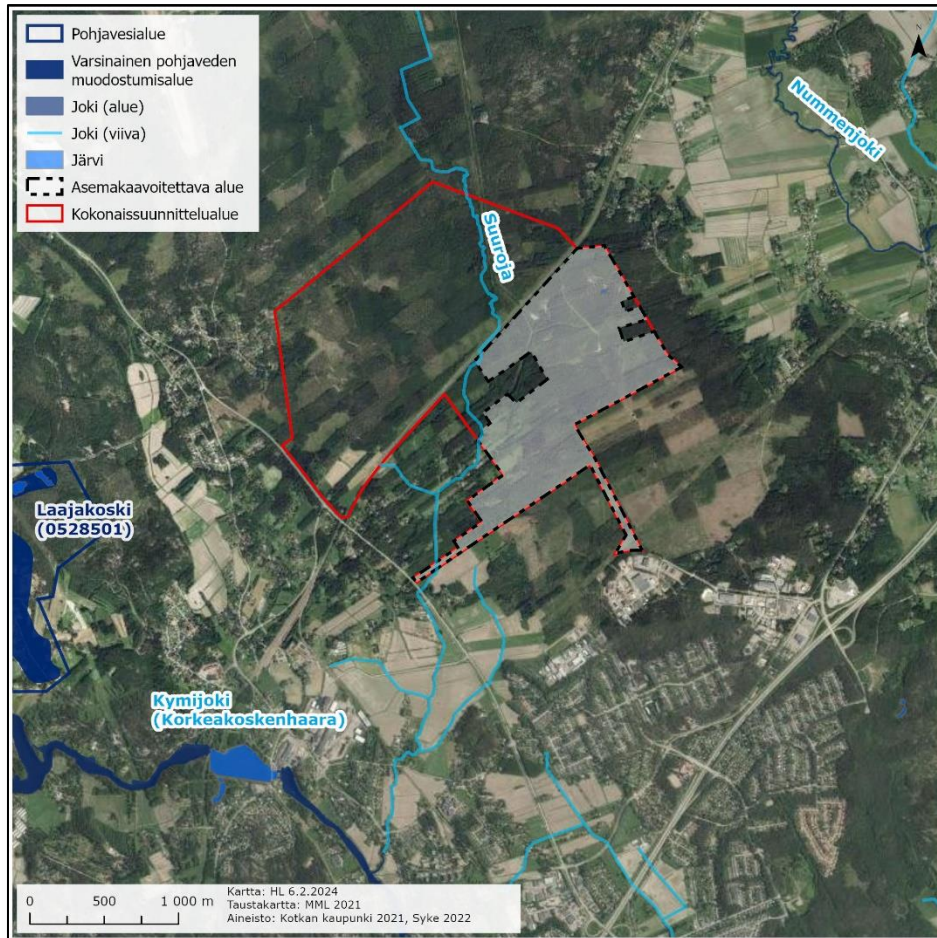 Pohjavesialue
Varsinainen pohjaveden
muodostumisalue
Joki (alue)
Joki (viiva)
Järvi
Asemakaavoitettava alue
Kokonaissuunnittelualue
N
Nummenjoki
Suuroja
Laajakoski
(0528501)
Kymijoki
(Korkeakoskenhaara)
0 500 1 000 m
Kartta: HL 6.2.2024
Taustakartta: MML 2021
Aineisto: Kotkan kaupunki 2021, Syke 2022